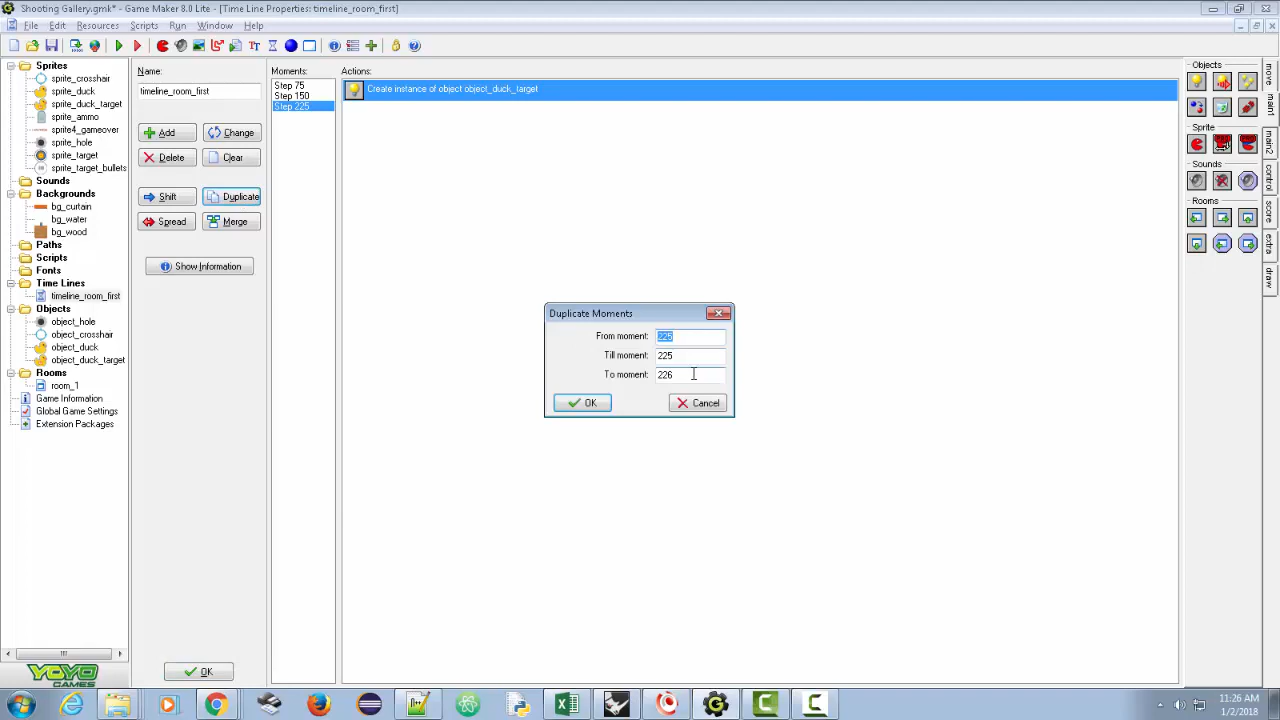 Shooting Gallery.gmk* - Game Maker 8.0 Lite - [Time Line Properties: timeline_room_first]
File Edit Resources Scripts Run Window Help
Sprites
sprite_crosshair
sprite_duck
sprite_duck_target
sprite_ammo
sprite4_gameover
sprite_hole
sprite_target
sprite_target_bullets
Sounds
Backgrounds
bg_curtain
bg_water
bg_wood
Paths
Scripts
Fonts
Time Lines
timeline_room_first
Objects
object_hole
object_crosshair
object_duck
object_duck_target
Rooms
room_1
Game Information
Global Game Settings
Extension Packages
YOYO
GAMES
Name:
timeline_room_first
Add Change
Delete Clear
Shift Duplicate
Spread Merge
Show Information
OK
Moments:
Step 75
Step 150
Step 225
Actions:
Create instance of object object_duck_target
Duplicate Moments
From moment: 225
Till moment: 225
To moment: 226
OK Cancel
Objects
Sprite
Sounds
Rooms
move
main1
main2
control
score
extra
draw
11:26 AM
1/2/2018